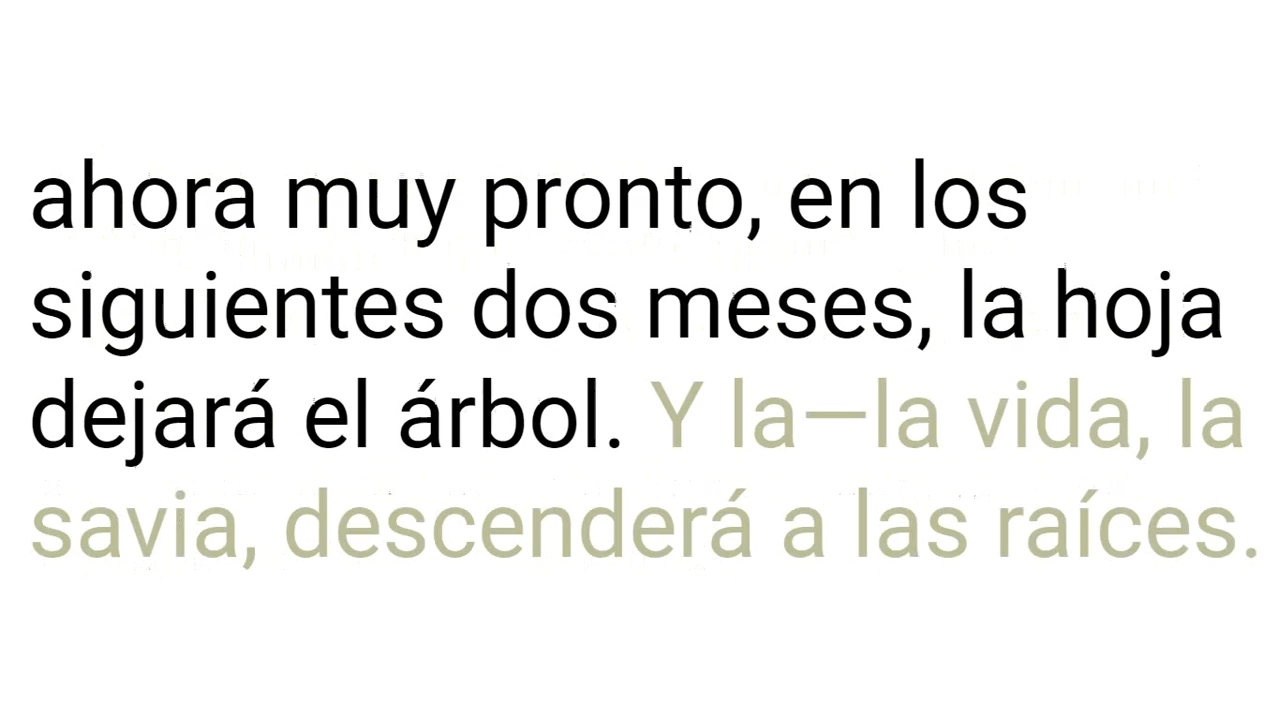 ahora muy pronto, en los
siguientes dos meses, la hoja
dejará el árbol. Y la—la vida, la
savia, descenderá a las raíces.